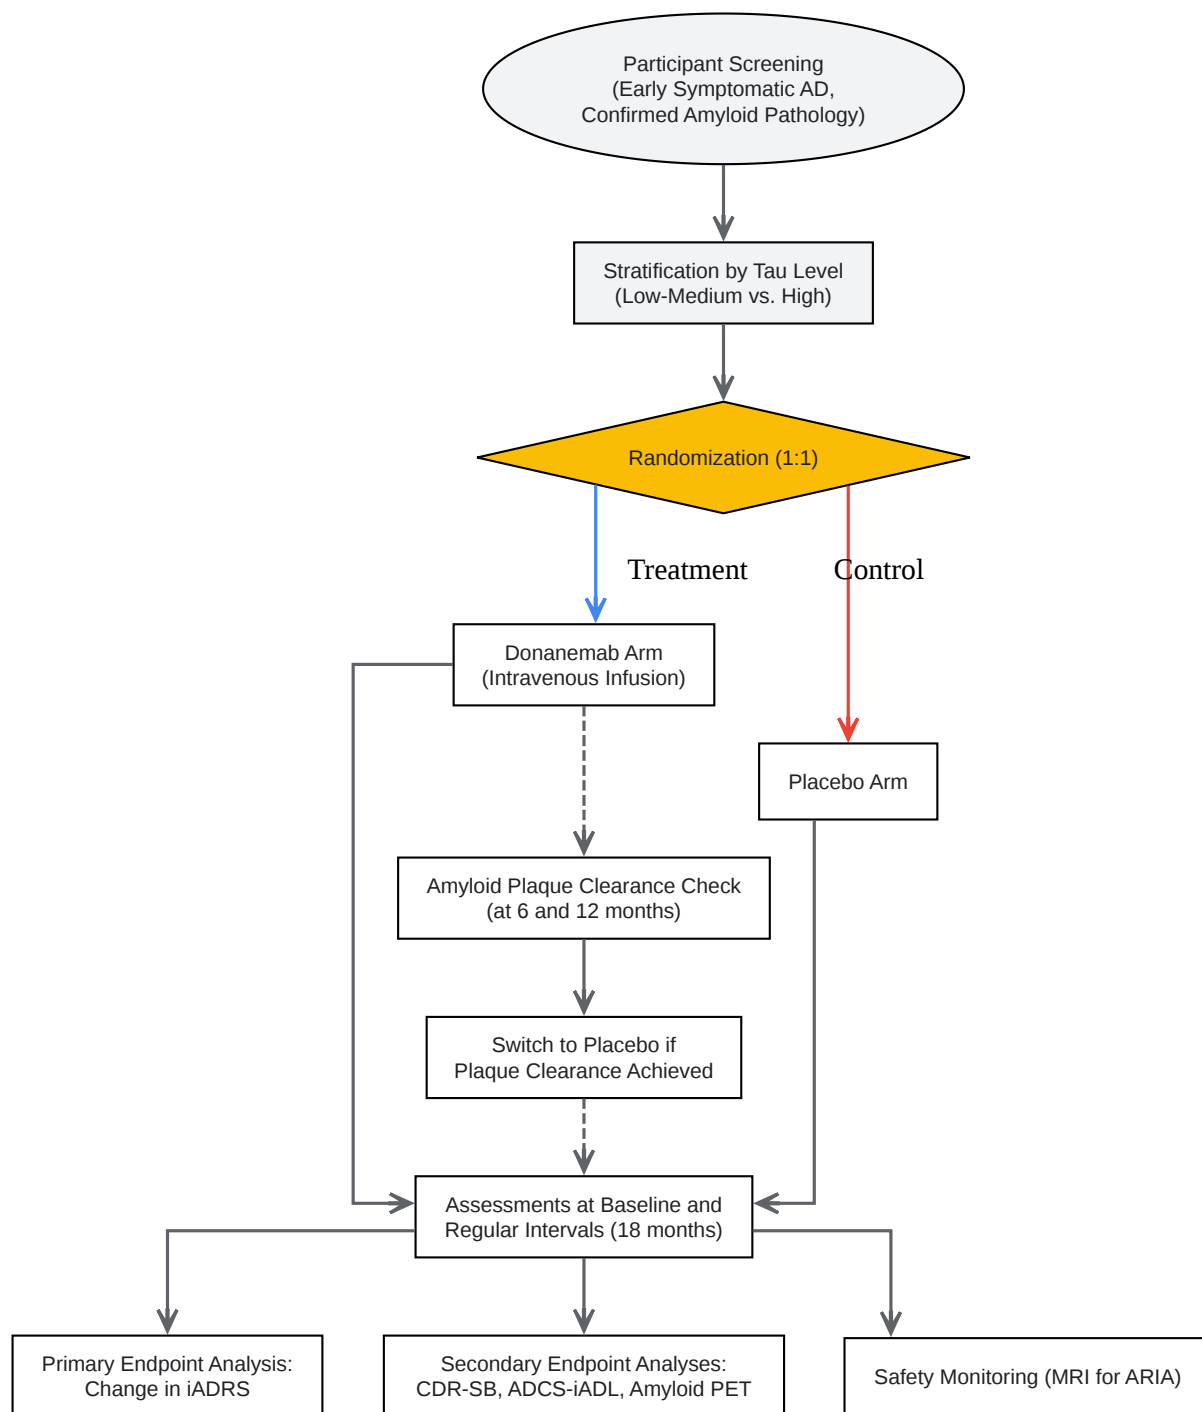 Participant Screening
(Early Symptomatic AD,
Confirmed Amyloid Pathology)
Stratification by Tau Level
(Low-Medium vs. High)
Randomization (1:1)
Treatment
Control
Donanemab Arm
(Intravenous Infusion)
Placebo Arm
Amyloid Plaque Clearance Check
(at 6 and 12 months)
Switch to Placebo if
Plaque Clearance Achieved
Assessments at Baseline and
Regular Intervals (18 months)
Primary Endpoint Analysis:
Change in iADRS
Secondary Endpoint Analyses:
CDR-SB, ADCS-iADL, Amyloid PET
Safety Monitoring (MRI for ARIA)